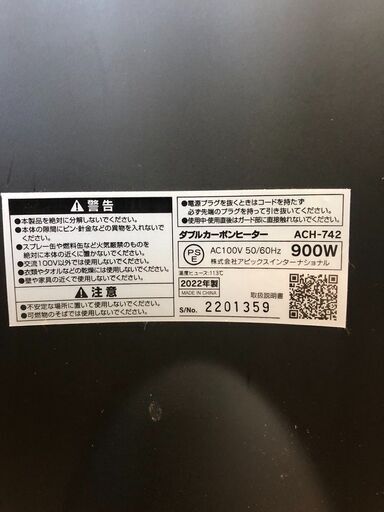 ⚠警告
●本製品を絶対に分解しないでください。
●本体の隙間にピン・針金などの異物を入れないで
ください。
●スプレー缶や燃料缶など火気厳禁のものを
絶対に本体の近くに置かないでください。
●交流100V以外では使用しないでください。
●衣類やタオルなどの乾燥には使用しないでください。
●壁や家具の近くで使用しないでください。
⚠注意
●不安定な場所に置いて使用しないでください。
●可燃物のそばでは使用しないでください。
●電源プラグを抜くときはコードを持たず
必ず先端のプラグを持って引き抜いてください。
●使用中・使用直後はガード部に直接触れないでください。
ダブルカーボンヒーター ACH-742
PSE
AC100V 50/60Hz 900W
株式会社アピックスインターナショナル
温度ヒューズ:113℃
2022年製
MADE IN CHINA
取扱説明書
S/No. 2201359